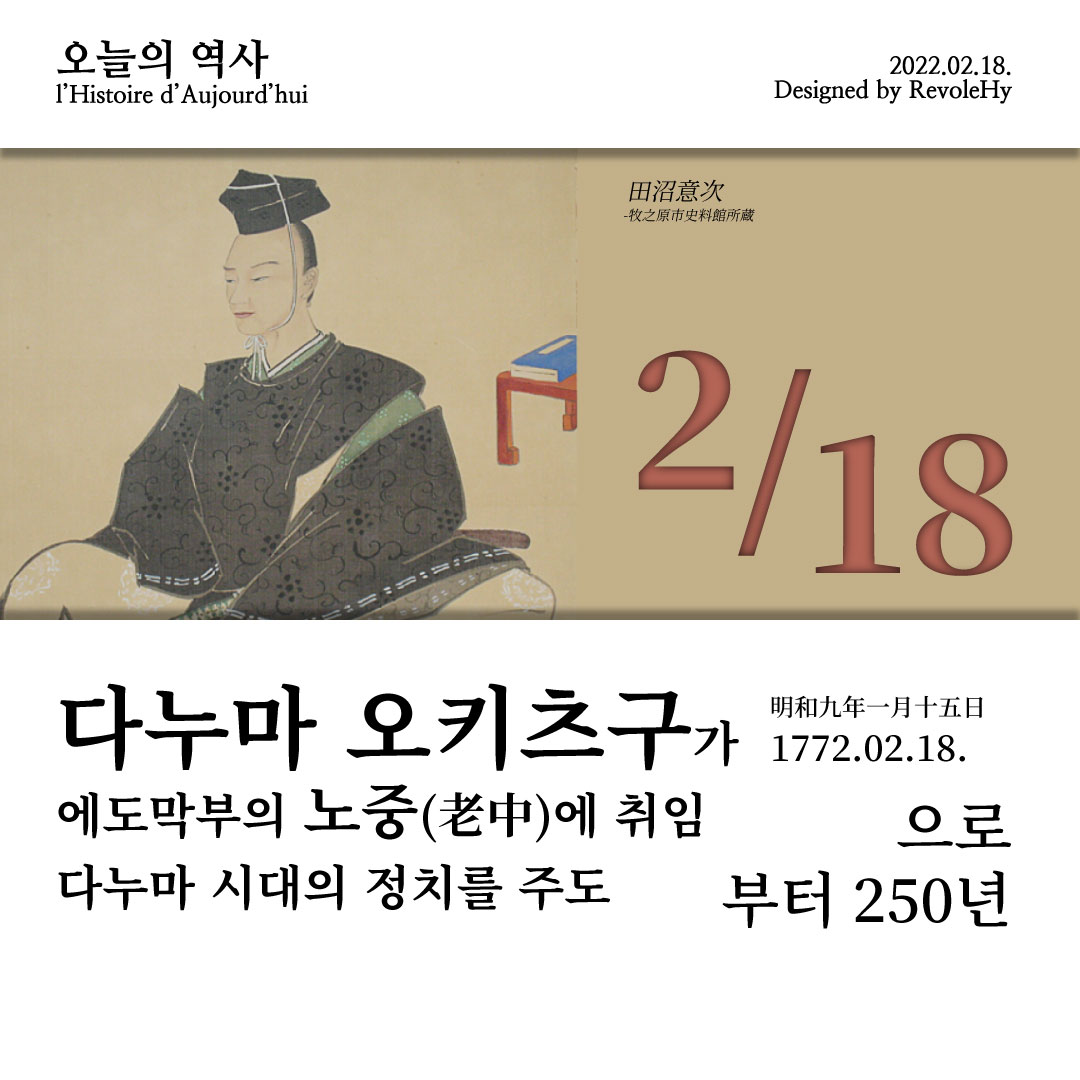 오늘의 역사
l'Histoire d'Aujourd'hui
2022.02.18.
Designed by RevoleHy
田沼意次
-牧之原市史料館所蔵
2/18
다누마 오키츠구가
에도막부의 노중(老中)에 취임
다누마 시대의 정치를 주도
明和九年一月十五日
1772.02.18.
으로
부터 250년